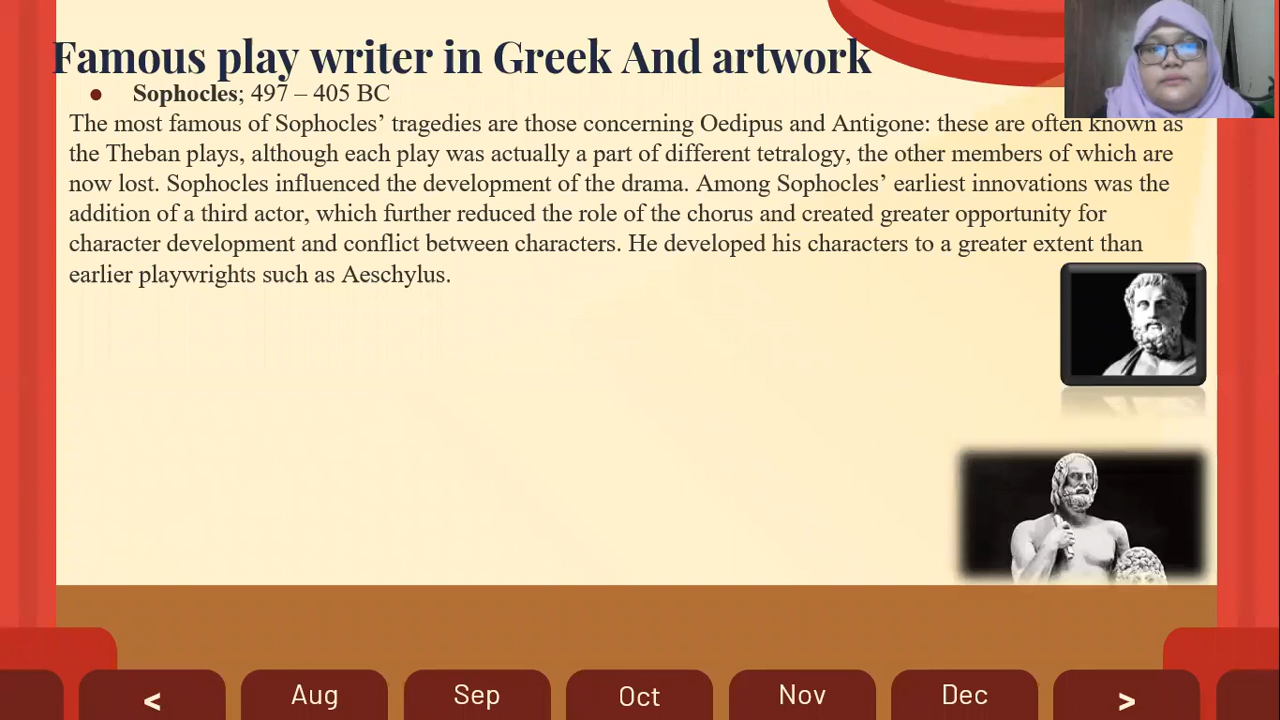 Famous play writer in Greek And artwork
● Sophocles; 497 – 405 BC
The most famous of Sophocles’ tragedies are those concerning Oedipus and Antigone: these are often known as
the Theban plays, although each play was actually a part of different tetralogy, the other members of which are
now lost. Sophocles influenced the development of the drama. Among Sophocles’ earliest innovations was the
addition of a third actor, which further reduced the role of the chorus and created greater opportunity for
character development and conflict between characters. He developed his characters to a greater extent than
earlier playwrights such as Aeschylus.
< Aug Sep Oct Nov Dec >